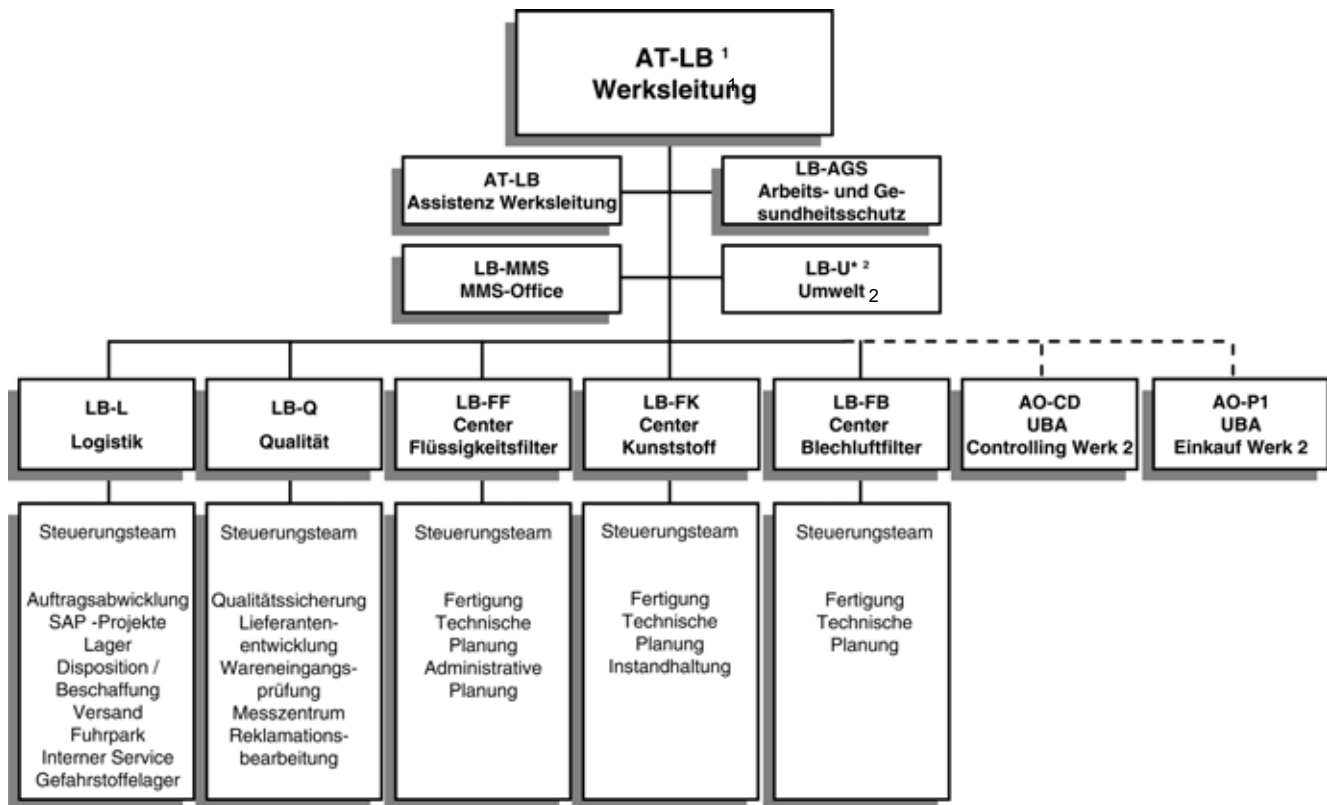 AT-LB ¹
Werksleitung
1
AT-LB
Assistenz Werksleitung
LB-AGS
Arbeits- und Ge-
sundheitsschutz
LB-MMS
MMS-Office
LB-U* ²
Umwelt 2
LB-L
Logistik
LB-Q
Qualität
LB-FF
Center
Flüssigkeitsfilter
LB-FK
Center
Kunststoff
LB-FB
Center
Blechluftfilter
AO-CD
UBA
Controlling Werk 2
AO-P1
UBA
Einkauf Werk 2
Steuerungsteam
Auftragsabwicklung
SAP -Projekte
Lager
Disposition /
Beschaffung
Versand
Fuhrpark
Interner Service
Gefahrstoffelager
Steuerungsteam
Qualitätssicherung
Lieferanten-
entwicklung
Wareneingangs-
prüfung
Messzentrum
Reklamations-
bearbeitung
Steuerungsteam
Fertigung
Technische
Planung
Administrative
Planung
Steuerungsteam
Fertigung
Technische
Planung
Instandhaltung
Steuerungsteam
Fertigung
Technische
Planung